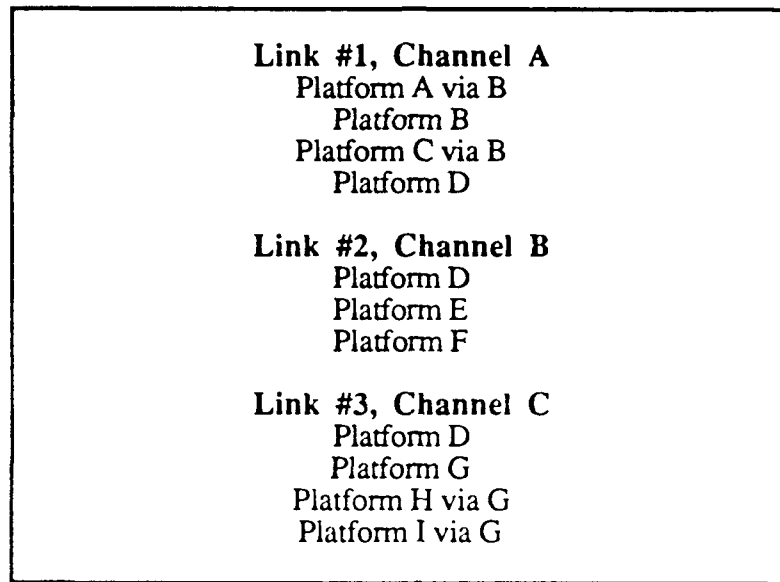 Link #1, Channel A
Platform A via B
Platform B
Platform C via B
Platform D
Link #2, Channel B
Platform D
Platform E
Platform F
Link #3, Channel C
Platform D
Platform G
Platform H via G
Platform I via G